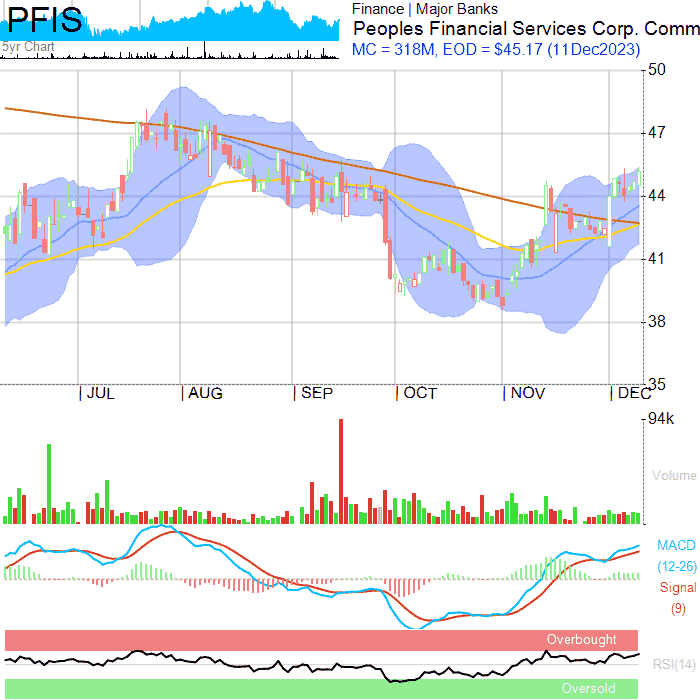 PFIS
5yr Chart
Finance | Major Banks
Peoples Financial Services Corp. Comm
MC = 318M, EOD = $45.17 (11Dec2023)
50
47
44
41
38
35
| JUL | AUG | SEP | OCT | NOV | DEC
94k
Volume
MACD
(12-26)
Signal
(9)
Overbought
RSI(14)
Oversold